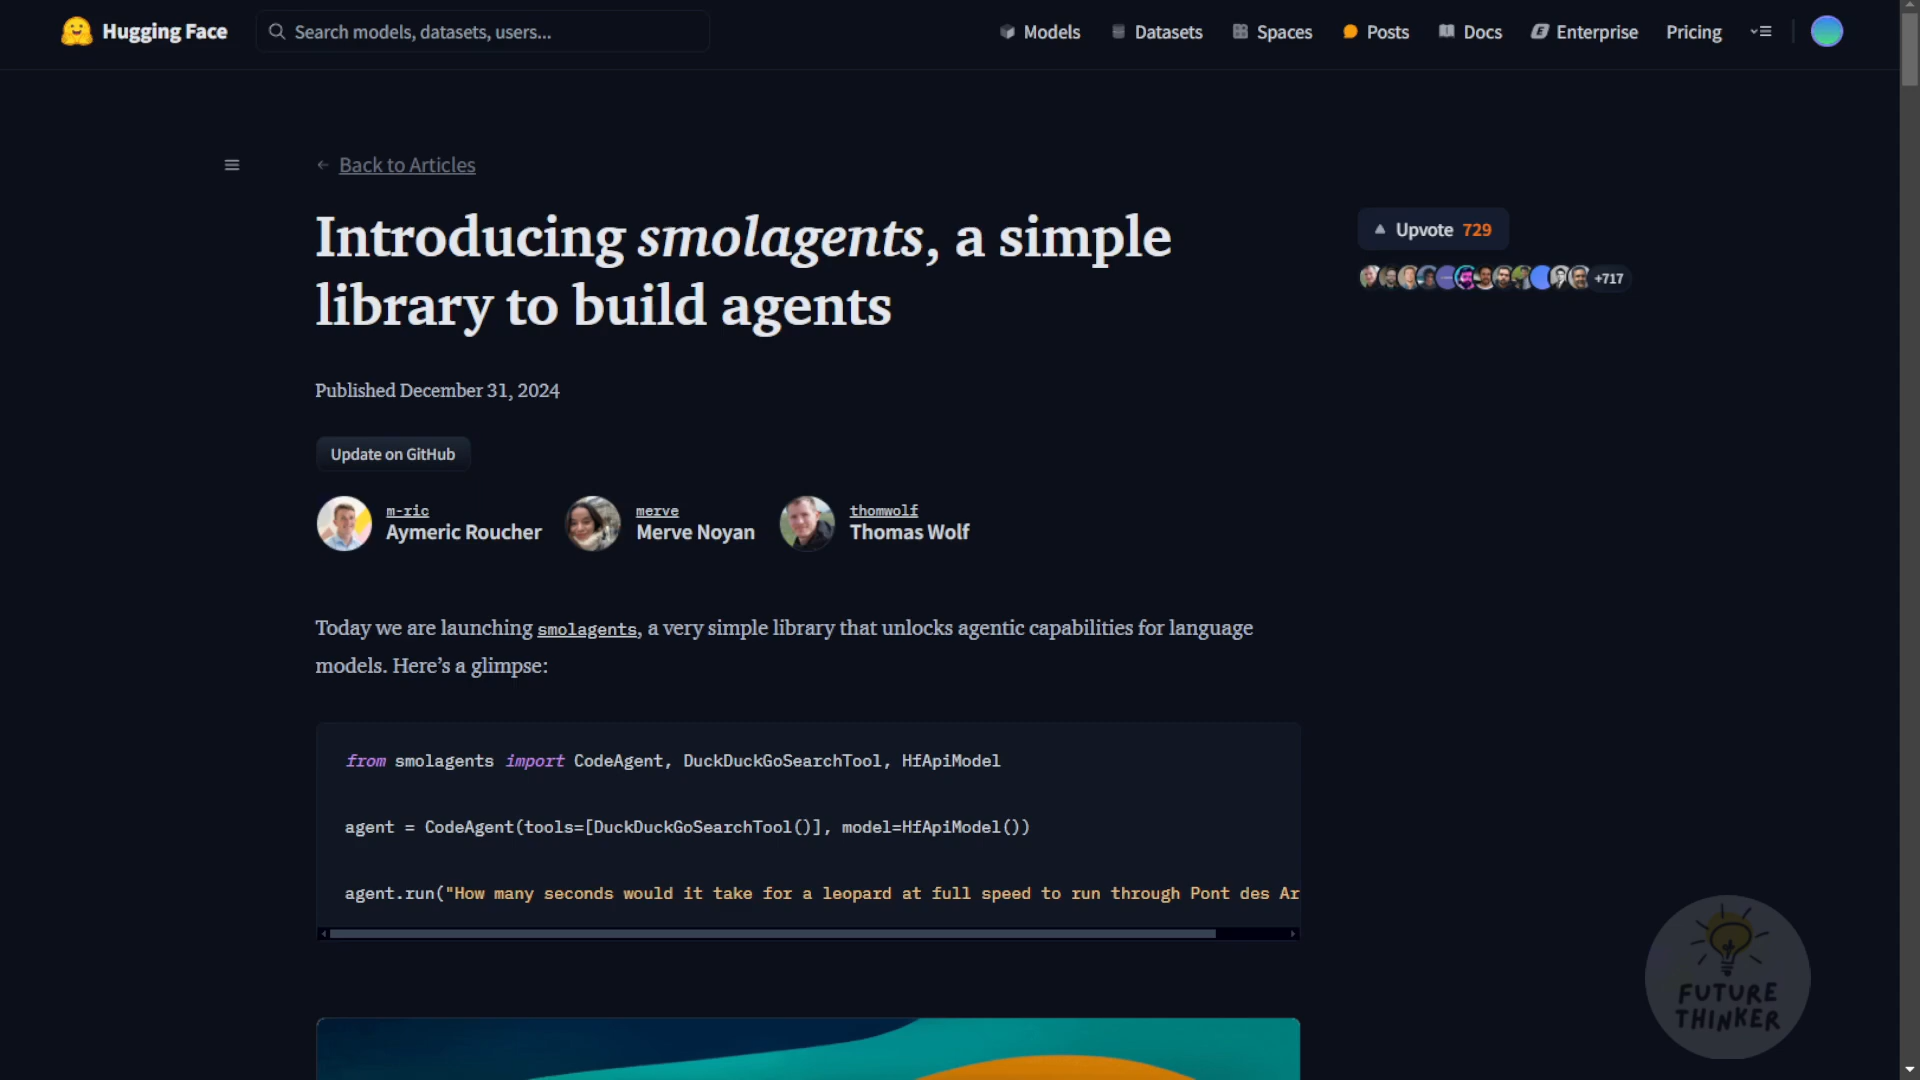 Hugging Face
Search models, datasets, users...
Models
Datasets
Spaces
Posts
Docs
Enterprise
Pricing
Back to Articles
Introducing smolagents, a simple
library to build agents
Upvote 729
+717
Published December 31, 2024
Update on GitHub
m-ric
Aymeric Roucher
merve
Merve Noyan
thomwolf
Thomas Wolf
Today we are launching smolagents, a very simple library that unlocks agentic capabilities for language
models. Here’s a glimpse:
from smolagents import CodeAgent, DuckDuckGoSearchTool, HfApiModel
agent = CodeAgent(tools=[DuckDuckGoSearchTool()], model=HfApiModel())
agent.run("How many seconds would it take for a leopard at full speed to run through Pont des Ar
FUTURE
THINKER